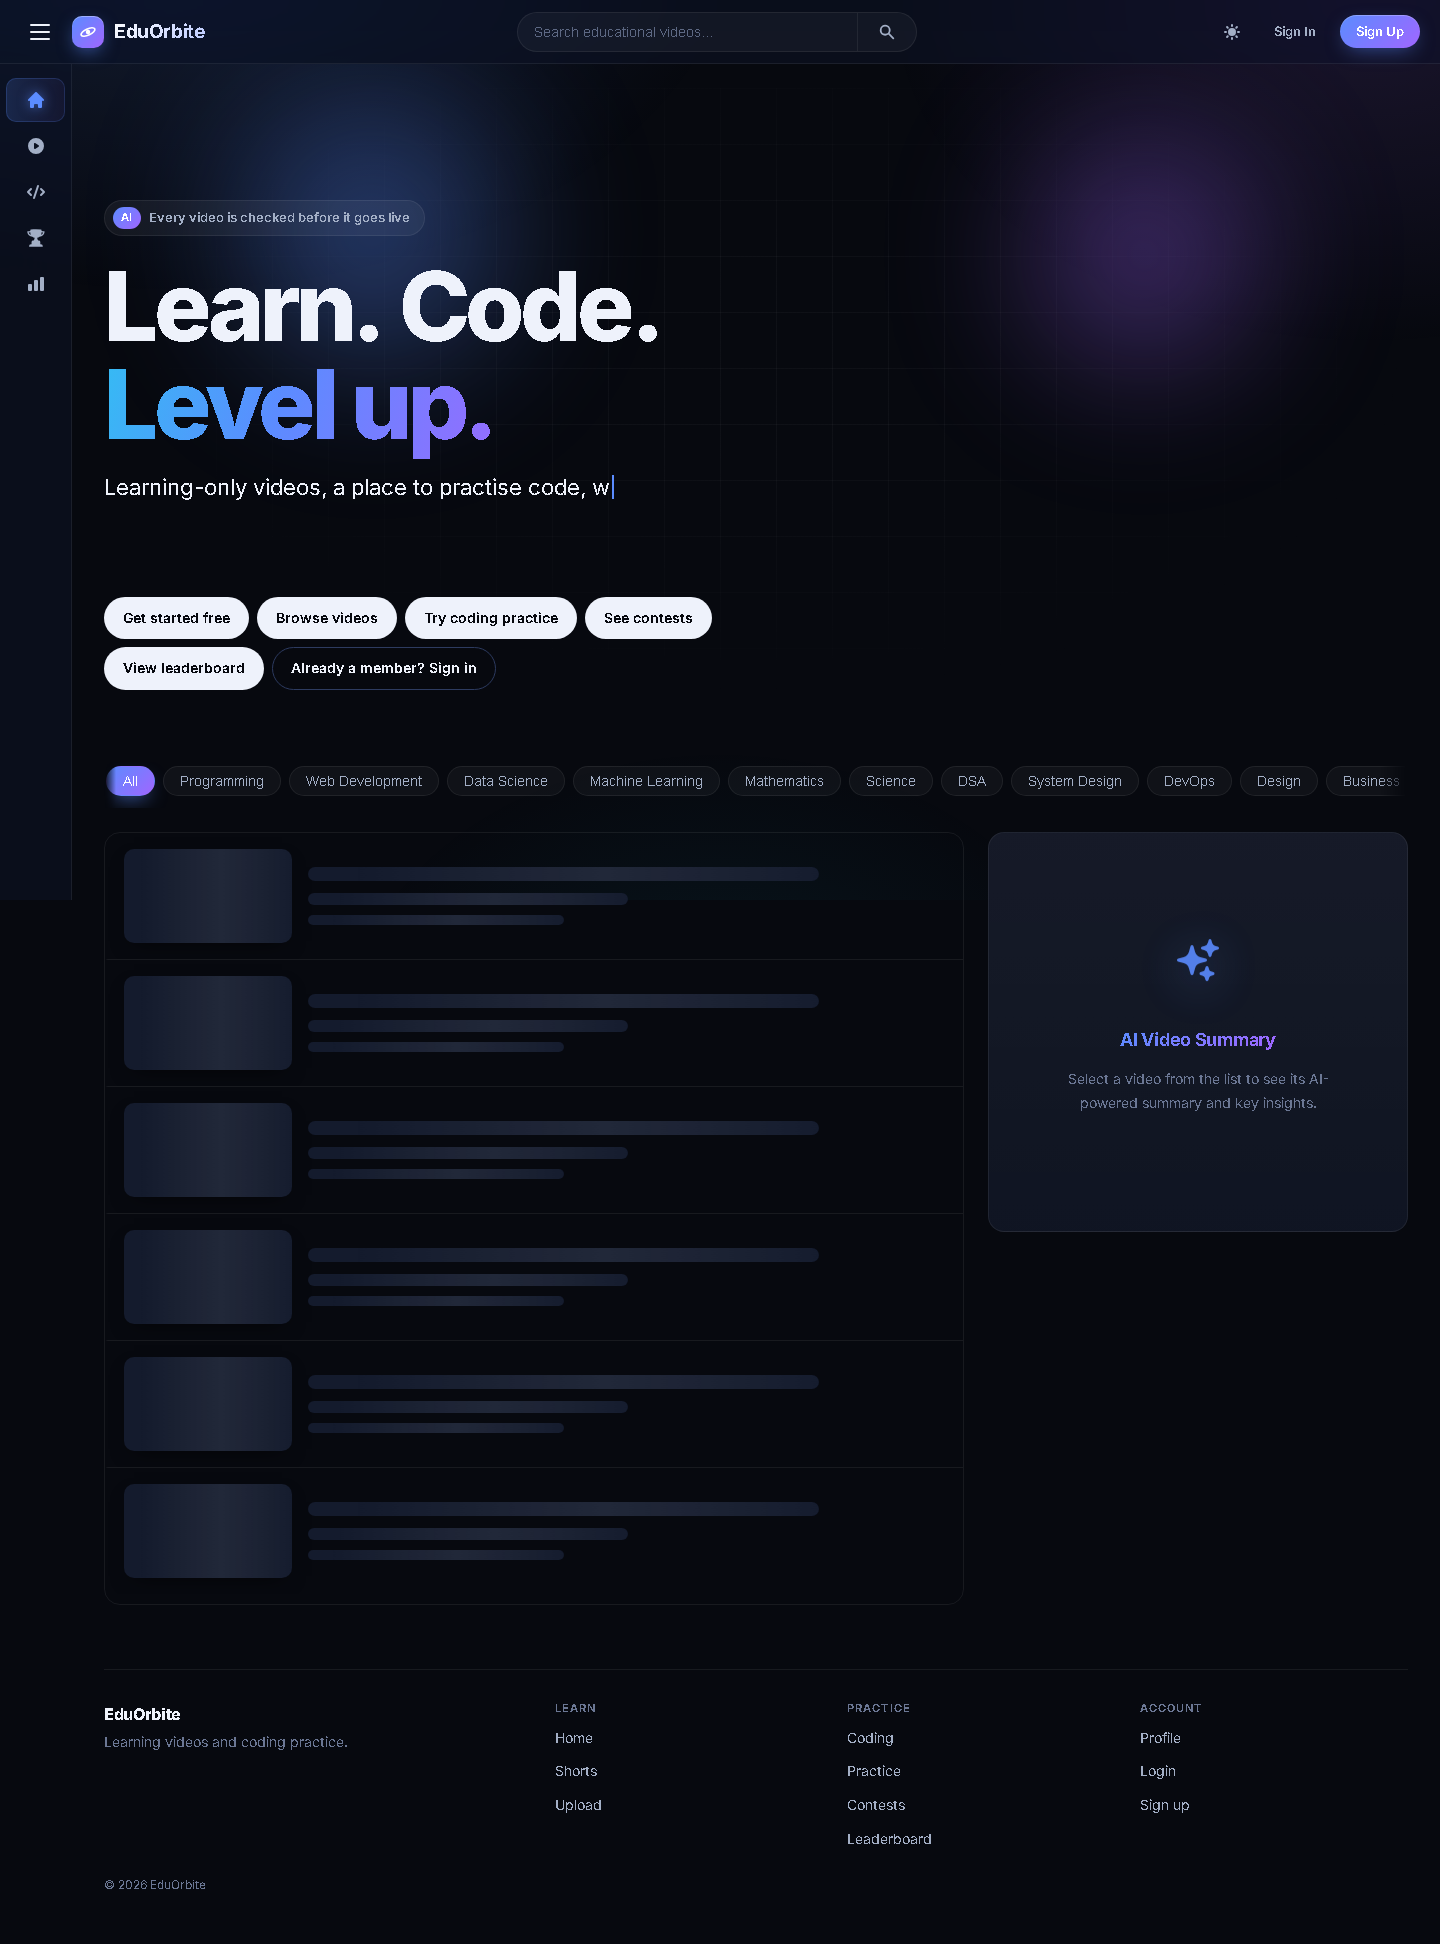 EduOrbite
Search educational videos...
Sign In
Sign Up
AI Every video is checked before it goes live
Learn. Code.
Level up.
Learning-only videos, a place to practise code, w
Get started free
Browse videos
Try coding practice
See contests
View leaderboard
Already a member? Sign in
All
Programming
Web Development
Data Science
Machine Learning
Mathematics
Science
DSA
System Design
DevOps
Design
Business
AI Video Summary
Select a video from the list to see its AI-
powered summary and key insights.
EduOrbite
Learning videos and coding practice.
LEARN
Home
Shorts
Upload
PRACTICE
Coding
Practice
Contests
Leaderboard
ACCOUNT
Profile
Login
Sign up
© 2026 EduOrbite